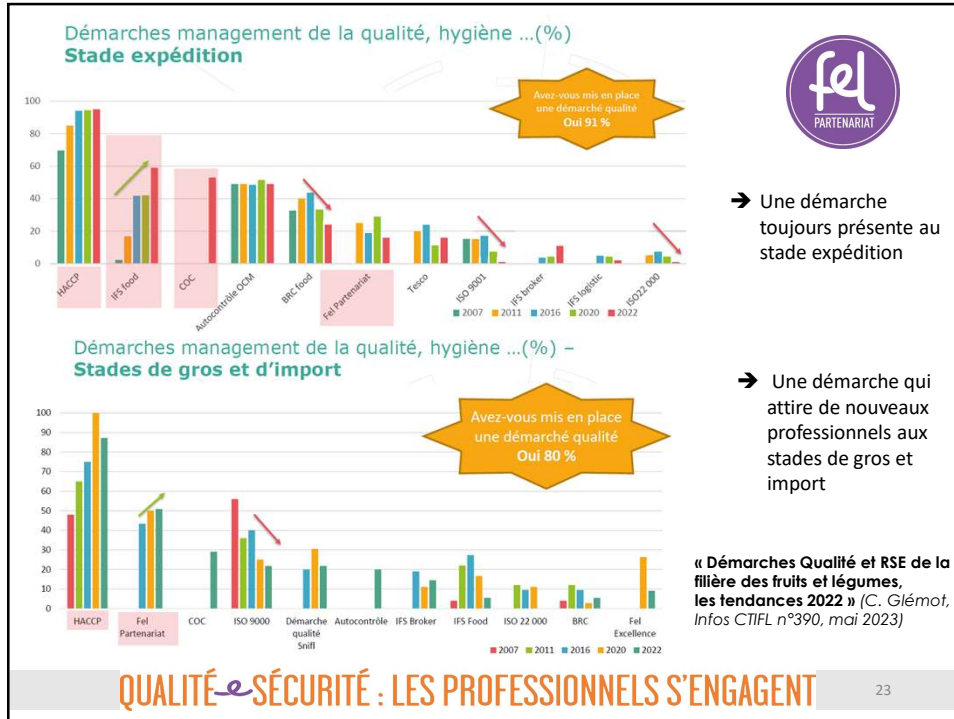 Démarches management de la qualité, hygiène ...(%)
Stade expédition
Avez-vous mis en place
une démarché qualité
Oui 91 %
100
80
60
40
20
0
HACCP
IFS food
COC
Autocontrôle OCM
BRC food
Fel Partenariat
Tesco
ISO 9001
IFS broker
IFS logistic
ISO22 000
2007
2011
2016
2020
2022
fel
PARTENARIAT
➔ Une démarche
toujours présente au
stade expédition
Démarches management de la qualité, hygiène ...(%) –
Stades de gros et d'import
Avez-vous mis en place
une démarché qualité
Oui 80 %
100
90
80
70
60
50
40
30
20
10
0
HACCP
Fel
Partenariat
COC
ISO 9000
Démarche
qualité
Snifl
Autocontrôle
IFS Broker
IFS Food
ISO 22 000
BRC
Fel
Excellence
2007
2011
2016
2020
2022
➔ Une démarche qui
attire de nouveaux
professionnels aux
stades de gros et
import
« Démarches Qualité et RSE de la
filière des fruits et légumes,
les tendances 2022 » (C. Glémot,
Infos CTIFL n°390, mai 2023)
QUALITÉ e SÉCURITÉ : LES PROFESSIONNELS S'ENGAGENT
23